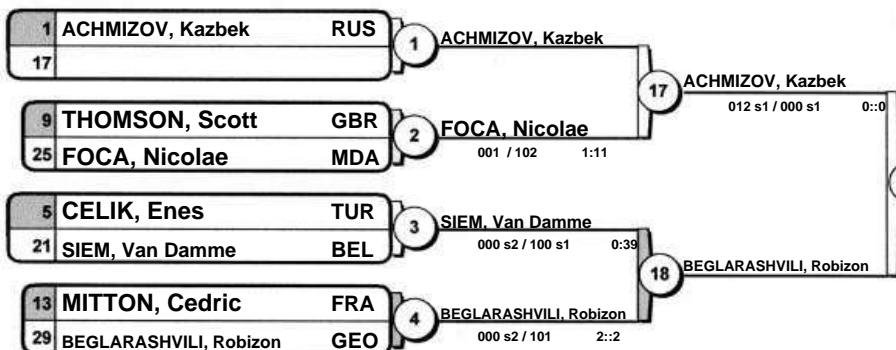 1 ACHMIZOV, Kazbek RUS
17
1
ACHMIZOV, Kazbek
9 THOMSON, Scott GBR
25 FOCA, Nicolae MDA
2
FOCA, Nicolae
001 / 102 1:11
17
ACHMIZOV, Kazbek
012 s1 / 000 s1 0::0
5 CELIK, Enes TUR
21 SIEM, Van Damme BEL
3
SIEM, Van Damme
000 s2 / 100 s1 0:39
13 MITTON, Cedric FRA
29 BEGLARASHVILI, Robizon GEO
4
BEGLARASHVILI, Robizon
000 s2 / 101 2::2
18
BEGLARASHVILI, Robizon